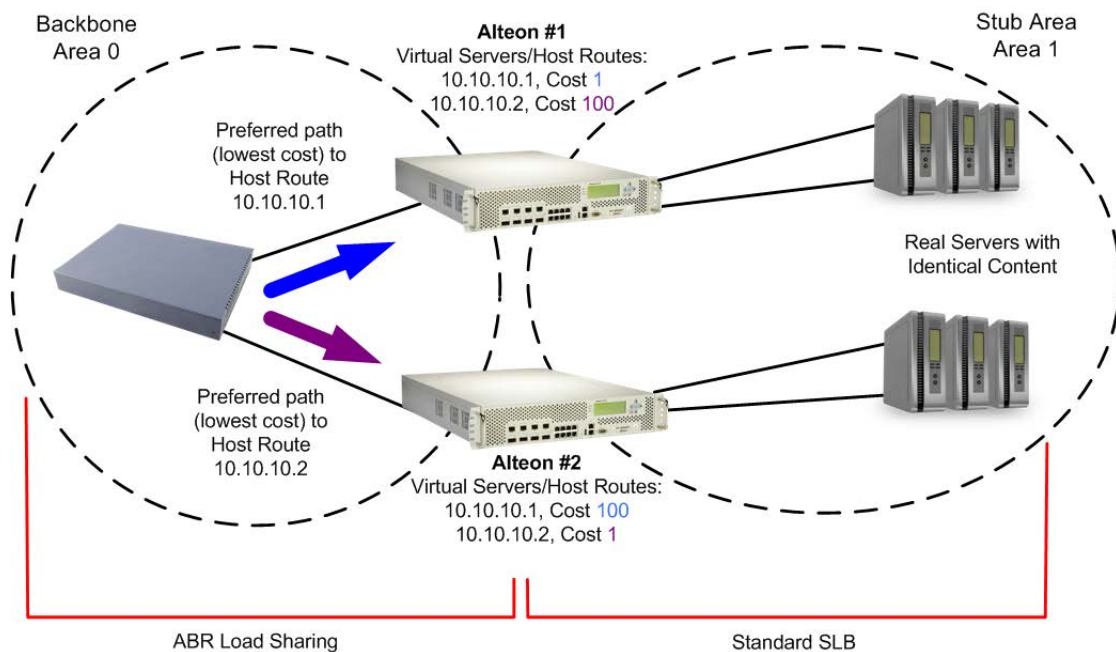 Backbone
Area 0
Alteon #1
Virtual Servers/Host Routes:
10.10.10.1, Cost 1
10.10.10.2, Cost 100
Stub Area
Area 1
Preferred path
(lowest cost) to
Host Route
10.10.10.1
Real Servers with
Identical Content
Preferred path
(lowest cost) to
Host Route
10.10.10.2
Alteon #2
Virtual Servers/Host Routes:
10.10.10.1, Cost 100
10.10.10.2, Cost 1
ABR Load Sharing
Standard SLB